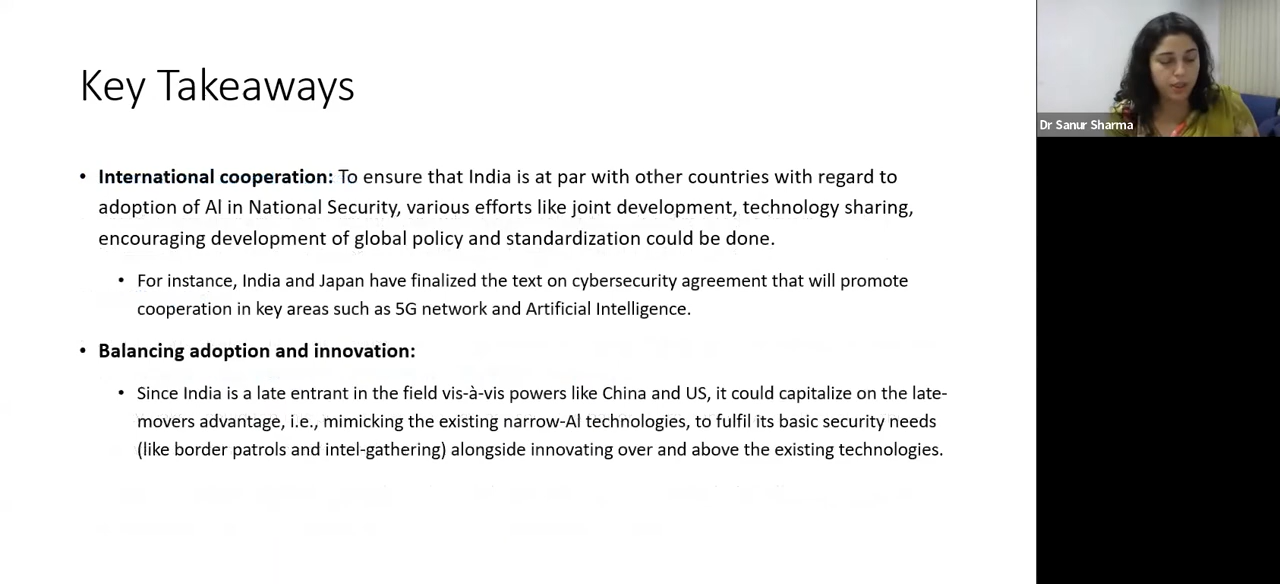 Key Takeaways
• International cooperation: To ensure that India is at par with other countries with regard to
adoption of AI in National Security, various efforts like joint development, technology sharing,
encouraging development of global policy and standardization could be done.
• For instance, India and Japan have finalized the text on cybersecurity agreement that will promote
cooperation in key areas such as 5G network and Artificial Intelligence.
• Balancing adoption and innovation:
• Since India is a late entrant in the field vis-à-vis powers like China and US, it could capitalize on the late-
movers advantage, i.e., mimicking the existing narrow-AI technologies, to fulfil its basic security needs
(like border patrols and intel-gathering) alongside innovating over and above the existing technologies.
Dr Sanur Sharma